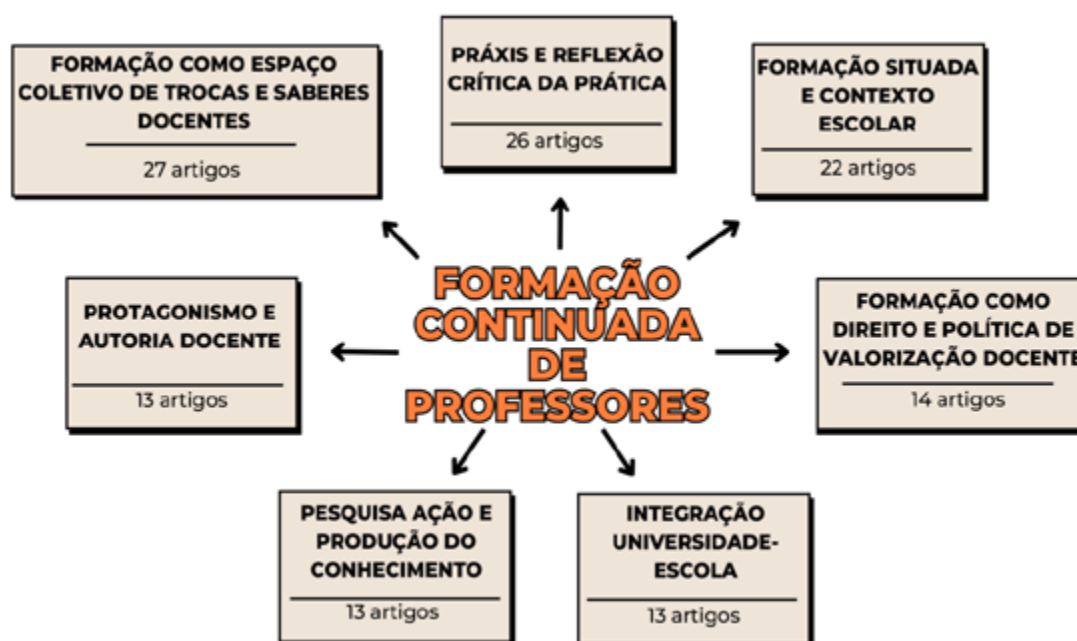 FORMAÇÃO COMO ESPAÇO
COLETIVO DE TROCAS E SABERES
DOCENTES
27 artigos
PRÁXIS E REFLEXÃO
CRÍTICA DA PRÁTICA
26 artigos
FORMAÇÃO SITUADA
E CONTEXTO
ESCOLAR
22 artigos
PROTAGONISMO E
AUTORIA DOCENTE
13 artigos
FORMAÇÃO
CONTINUADA
DE
PROFESSORES
FORMAÇÃO COMO
DIREITO E POLÍTICA DE
VALORIZAÇÃO DOCENTE
14 artigos
PESQUISA AÇÃO E
PRODUÇÃO DO
CONHECIMENTO
13 artigos
INTEGRAÇÃO
UNIVERSIDADE-
ESCOLA
13 artigos